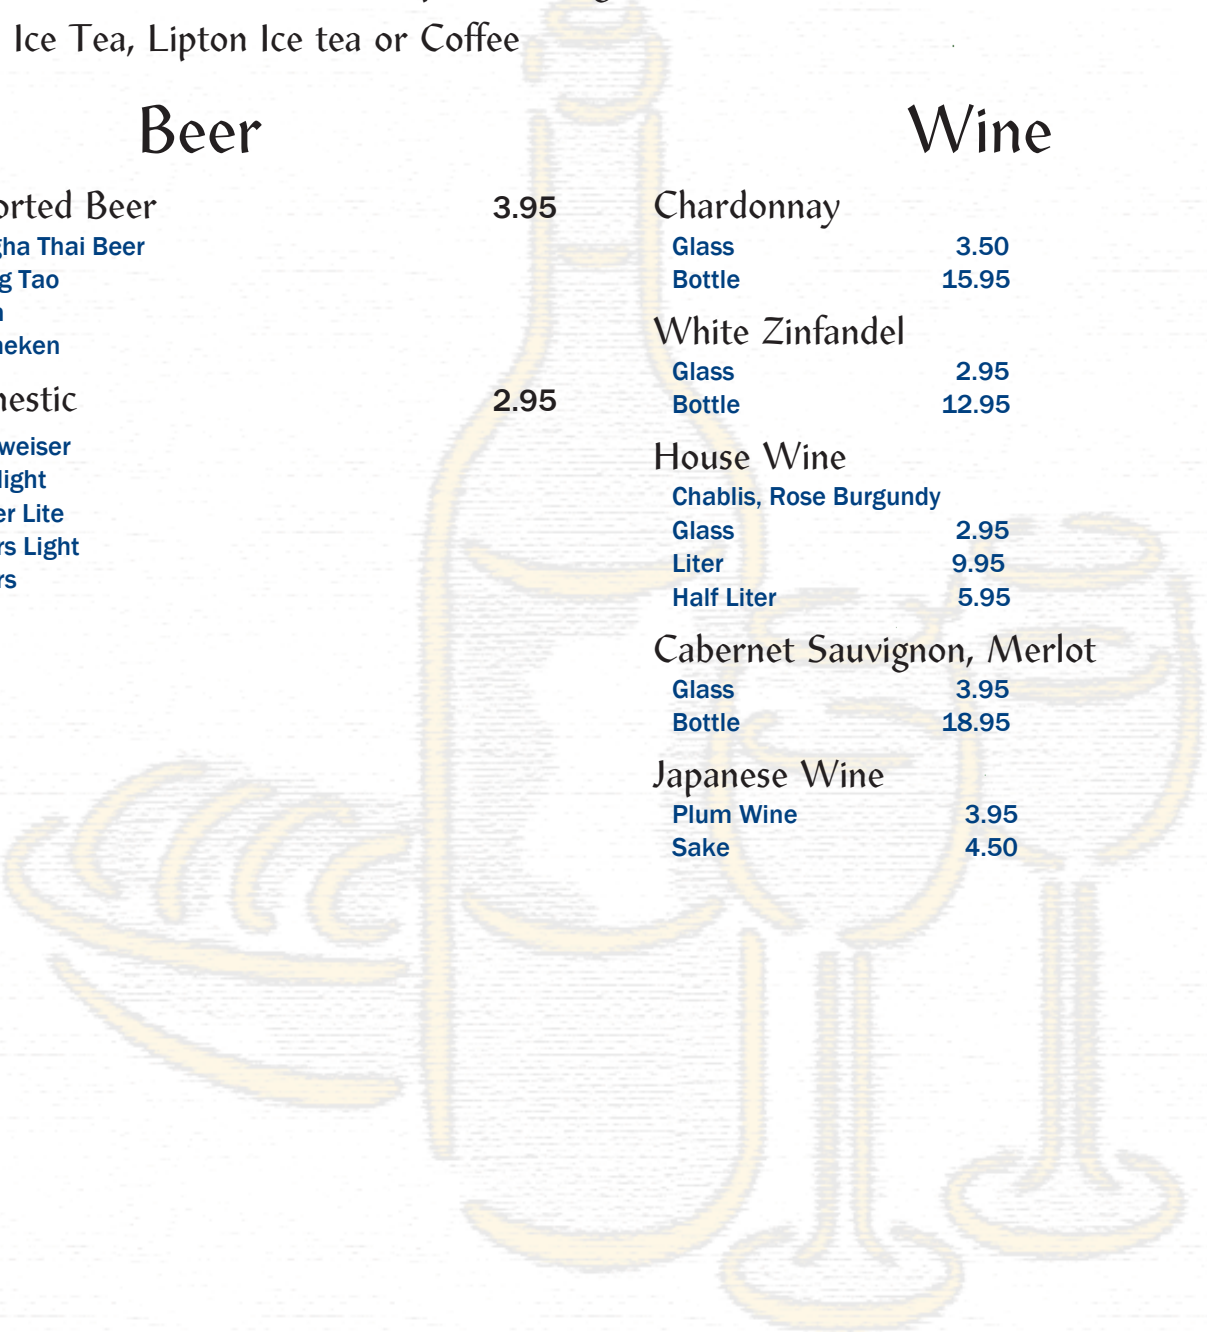 Ice Tea, Lipton Ice tea or Coffee
Beer
orted Beer 3.95
gha Thai Beer
g Tao
neken
nestic 2.95
weiser
light
er Lite
rs Light
rs
Wine
Chardonnay
Glass 3.50
Bottle 15.95
White Zinfandel
Glass 2.95
Bottle 12.95
House Wine
Chablis, Rose Burgundy
Glass 2.95
Liter 9.95
Half Liter 5.95
Cabernet Sauvignon, Merlot
Glass 3.95
Bottle 18.95
Japanese Wine
Plum Wine 3.95
Sake 4.50